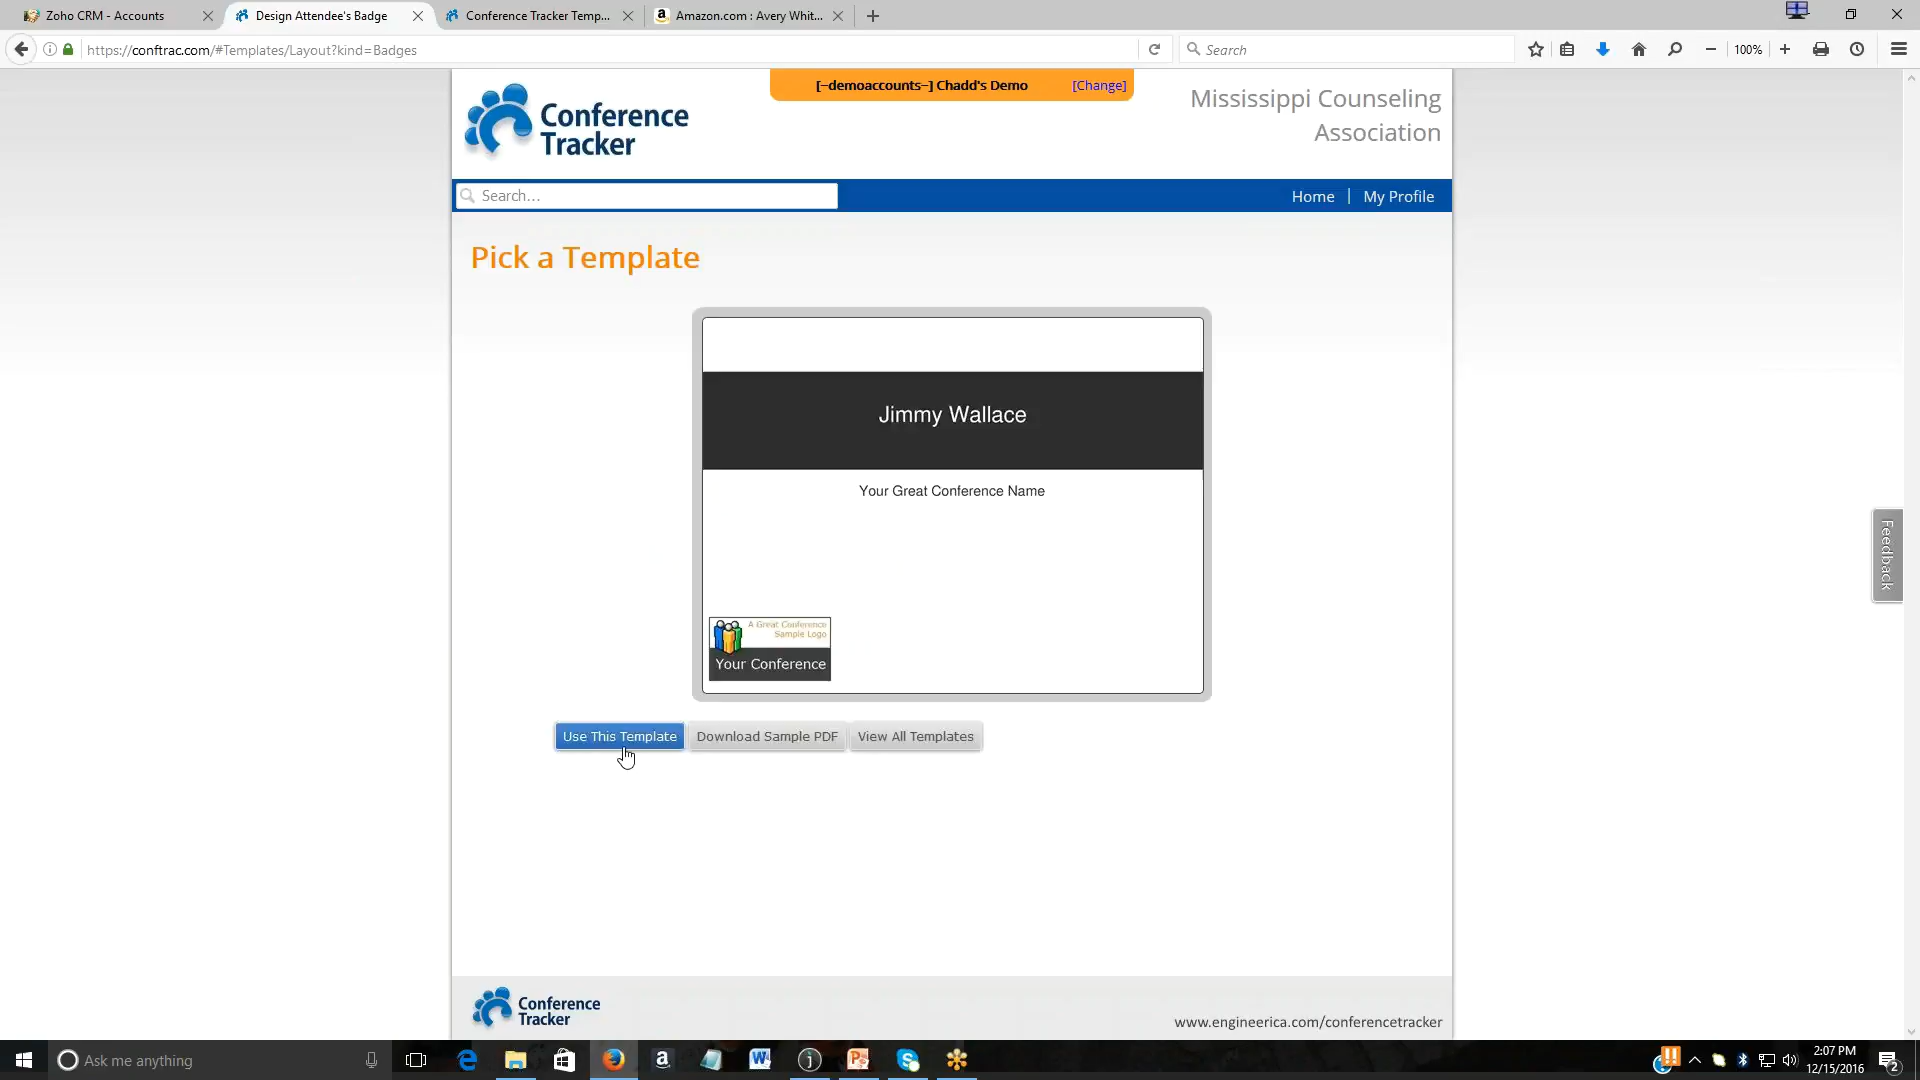 Zoho CRM - Accounts
Design Attendee's Badge
Conference Tracker Temp...
Amazon.com : Avery Whit...
https://conftrac.com/#Templates/Layout?kind=Badges
Search
100%
Conference
Tracker
[~demoaccounts~] Chadd's Demo [Change]
Mississippi Counseling
Association
Search...
Home | My Profile
Pick a Template
Jimmy Wallace
Your Great Conference Name
A Great Conference
Sample Logo
Your Conference
Use This Template
Download Sample PDF
View All Templates
Feedback
Conference
Tracker
www.engineerica.com/conferencetracker
Ask me anything
2:07 PM
12/15/2016
2